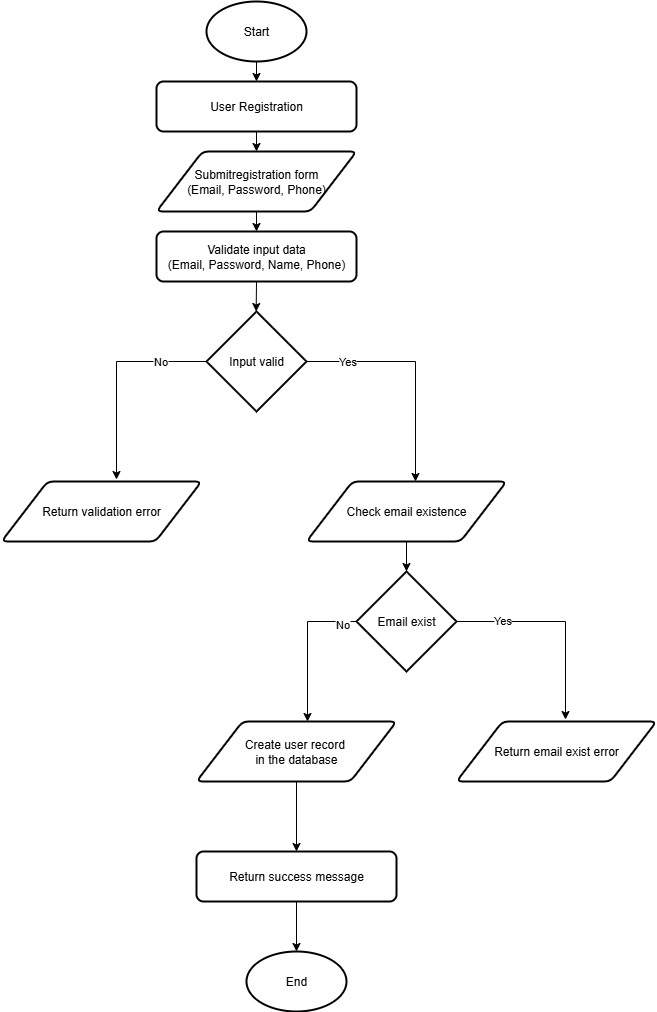 Start
User Registration
Submitregistration form
(Email, Password, Phone)
Validate input data
(Email, Password, Name, Phone)
Input valid
No
Yes
Return validation error
Check email existence
Email exist
No
Yes
Create user record
in the database
Return email exist error
Return success message
End